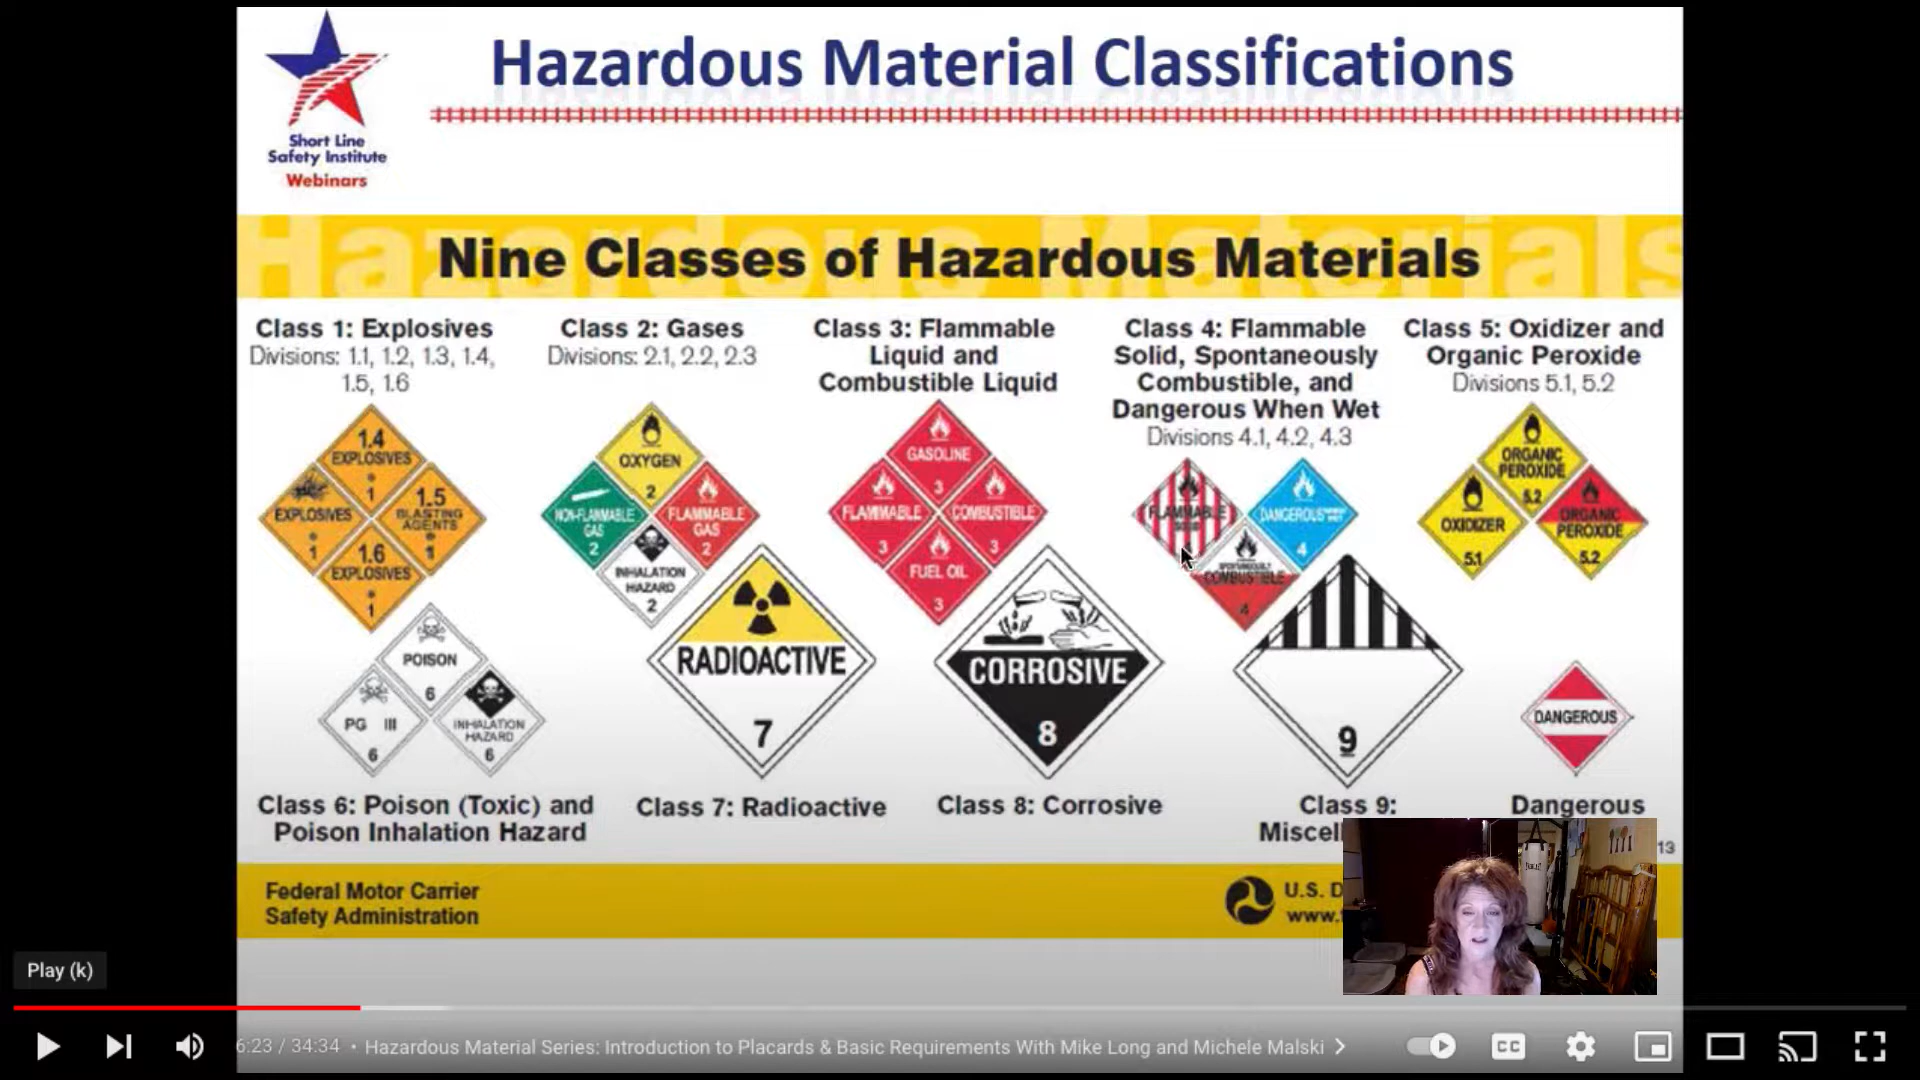 Hazardous Material Classifications
Short Line
Safety Institute
Webinars
Nine Classes of Hazardous Materials
Class 1: Explosives
Divisions: 1.1, 1.2, 1.3, 1.4,
1.5, 1.6
Class 2: Gases
Divisions: 2.1, 2.2, 2.3
Class 3: Flammable
Liquid and
Combustible Liquid
Class 4: Flammable
Solid, Spontaneously
Combustible, and
Dangerous When Wet
Divisions 4.1, 4.2, 4.3
Class 5: Oxidizer and
Organic Peroxide
Divisions 5.1, 5.2
1.4
EXPLOSIVES
1
EXPLOSIVES
1
1.5
BLASTING
AGENTS
1
1.6
EXPLOSIVES
1
OXYGEN
2
NON-FLAMMABLE
GAS
2
FLAMMABLE
GAS
2
INHALATION
HAZARD
2
GASOLINE
3
FLAMMABLE
3
COMBUSTIBLE
3
FUEL OIL
3
FLAMMABLE
SOLID
DANGEROUS
4
SPONTANEOUSLY
COMBUSTIBLE
4
ORGANIC
PEROXIDE
5.2
OXIDIZER
5.1
ORGANIC
PEROXIDE
5.2
POISON
6
PG III
6
INHALATION
HAZARD
6
RADIOACTIVE
7
CORROSIVE
8
9
DANGEROUS
Class 6: Poison (Toxic) and
Poison Inhalation Hazard
Class 7: Radioactive
Class 8: Corrosive
Class 9:
Miscel
Dangerous
13
Federal Motor Carrier
Safety Administration
U.S. D
www.
Play (k)
6:23 / 34:34 • Hazardous Material Series: Introduction to Placards & Basic Requirements With Mike Long and Michele Malski
CC